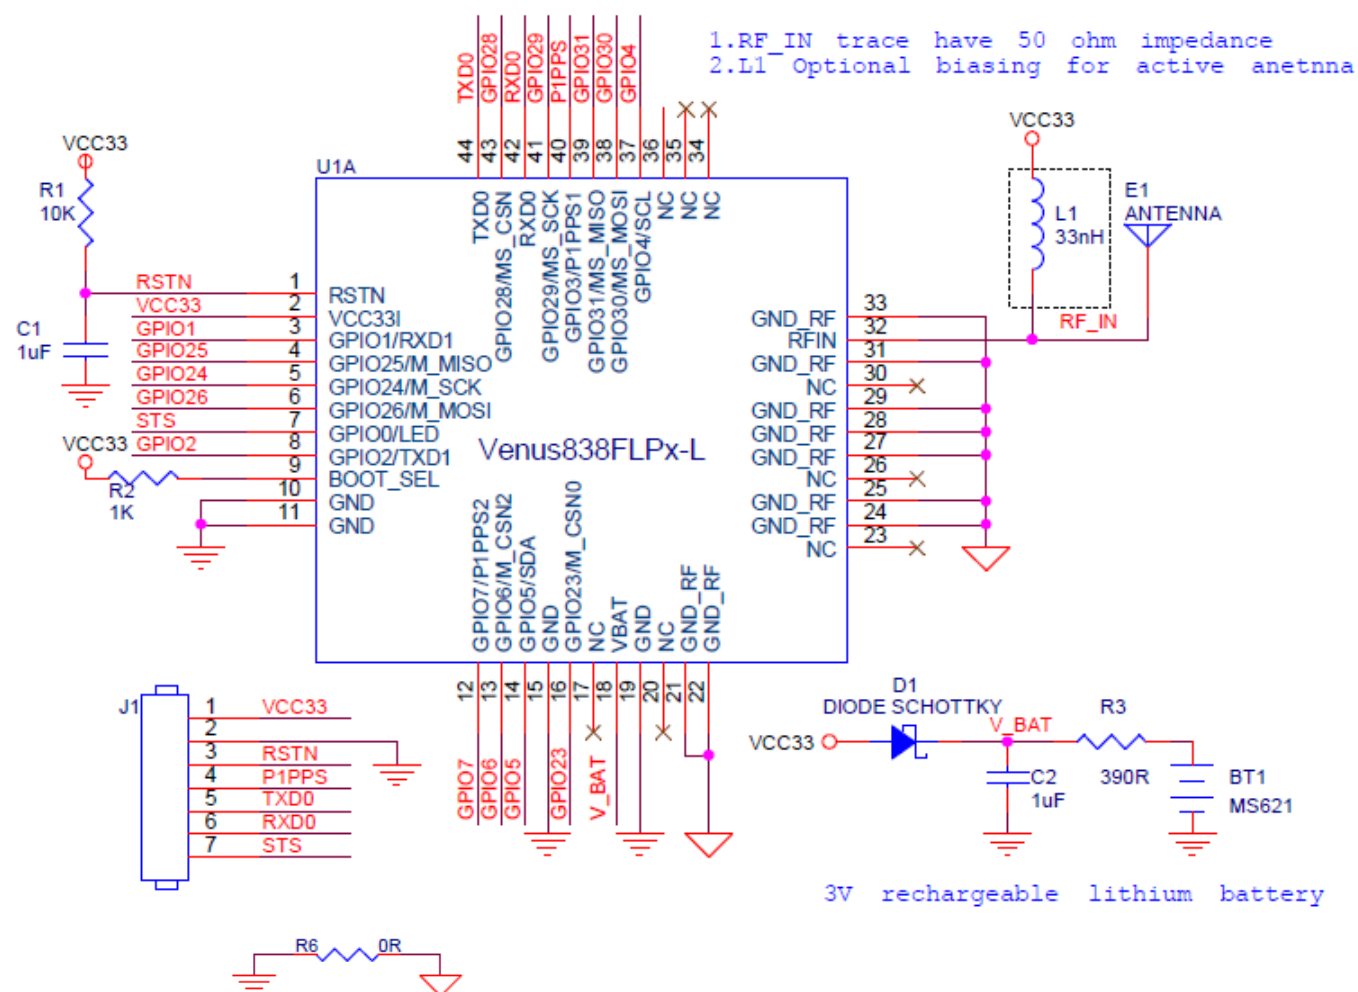 1.RF_IN trace have 50 ohm impedance
2.L1 Optional biasing for active anetnna
TXD0
GPIO28
RXD0
GPIO29
P1PPS
GPIO31
GPIO30
GPIO4
44
43
42
41
40
39
38
37
36
35
34
VCC33
R1
10K
U1A
TXD0
GPIO28/MS_CSN
RXD0
GPIO29/MS_SCK
GPIO3/P1PPS1
GPIO31/MS_MISO
GPIO30/MS_MOSI
GPIO4/SCL
NC
NC
NC
VCC33
L1
33nH
E1
ANTENNA
RF_IN
C1
1uF
RSTN 1 RSTN
VCC33 2 VCC33I
GPIO1 3 GPIO1/RXD1
GPIO25 4 GPIO25/M_MISO
GPIO24 5 GPIO24/M_SCK
GPIO26 6 GPIO26/M_MOSI
STS 7 GPIO0/LED
GPIO2 8 GPIO2/TXD1
9 BOOT_SEL
10 GND
11 GND
VCC33
R2
1K
Venus838FLPx-L
GND_RF 33
RFIN 32
GND_RF 31
NC 30
GND_RF 29
GND_RF 28
GND_RF 27
NC 26
GND_RF 25
GND_RF 24
NC 23
GPIO7/P1PPS2
GPIO6/M_CSN2
GPIO5/SDA
GND
GPIO23/M_CSN0
NC
VBAT
GND
NC
GND_RF
GND_RF
12
13
14
15
16
17
18
19
20
21
22
GPIO7
GPIO6
GPIO5
GPIO23
V_BAT
J1
1 VCC33
2
3 RSTN
4 P1PPS
5 TXD0
6 RXD0
7 STS
D1
DIODE SCHOTTKY
VCC33
V_BAT
R3
390R
C2
1uF
BT1
MS621
3V rechargeable lithium battery
R6 0R